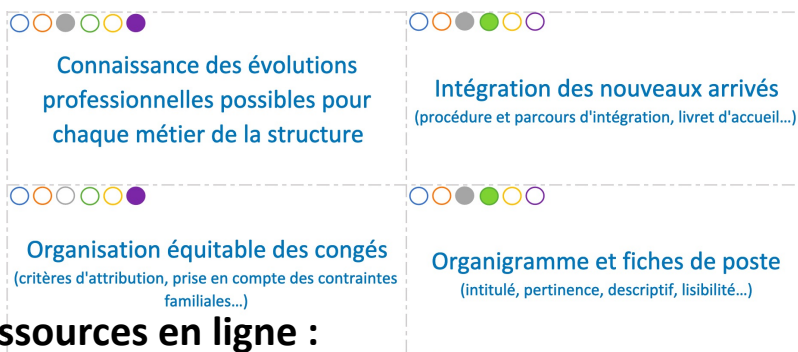 Connaissance des évolutions
professionnelles possibles pour
chaque métier de la structure
Intégration des nouveaux arrivés
(procédure et parcours d'intégration, livret d'accueil...)
Organisation équitable des congés
(critères d'attribution, prise en compte des contraintes
familiales...)
Organigramme et fiches de poste
(intitulé, pertinence, descriptif, lisibilité...)
ssources en ligne :